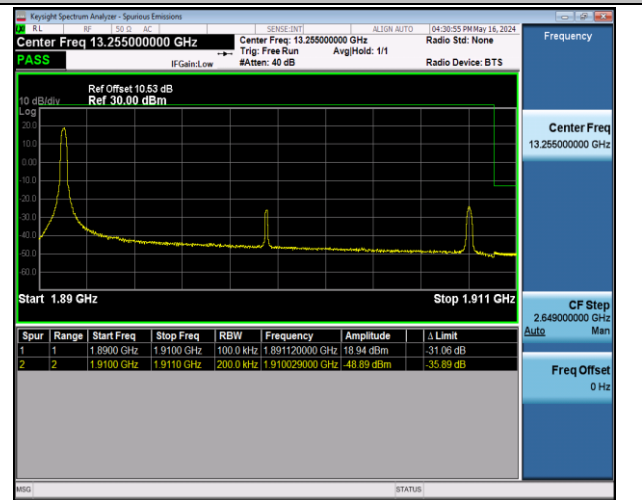 Keysight Spectrum Analyzer - Spurious Emissions
RL RF 50 Ω AC SENSE:INT ALIGN AUTO 04:30:55 PM May 16, 2024
Center Freq 13.255000000 GHz
Center Freq: 13.255000000 GHz
Radio Std: None
Trig: Free Run Avg|Hold: 1/1
PASS
IFGain:Low
#Atten: 40 dB
Radio Device: BTS
Ref Offset 10.53 dB
10 dB/div Ref 30.00 dBm
Log
20.0
10.0
0.00
10.0
20.0
30.0
40.0
50.0
60.0
Start 1.89 GHz Stop 1.911 GHz
Spur Range Start Freq Stop Freq RBW Frequency Amplitude Δ Limit
1 1 1.8900 GHz 1.9100 GHz 100.0 kHz 1.891120000 GHz 18.94 dBm -31.06 dB
2 2 1.9100 GHz 1.9110 GHz 200.0 kHz 1.910029000 GHz -48.89 dBm -35.89 dB
MSG STATUS
Frequency
Center Freq
13.255000000 GHz
CF Step
2.649000000 GHz
Auto Man
Freq Offset
0 Hz